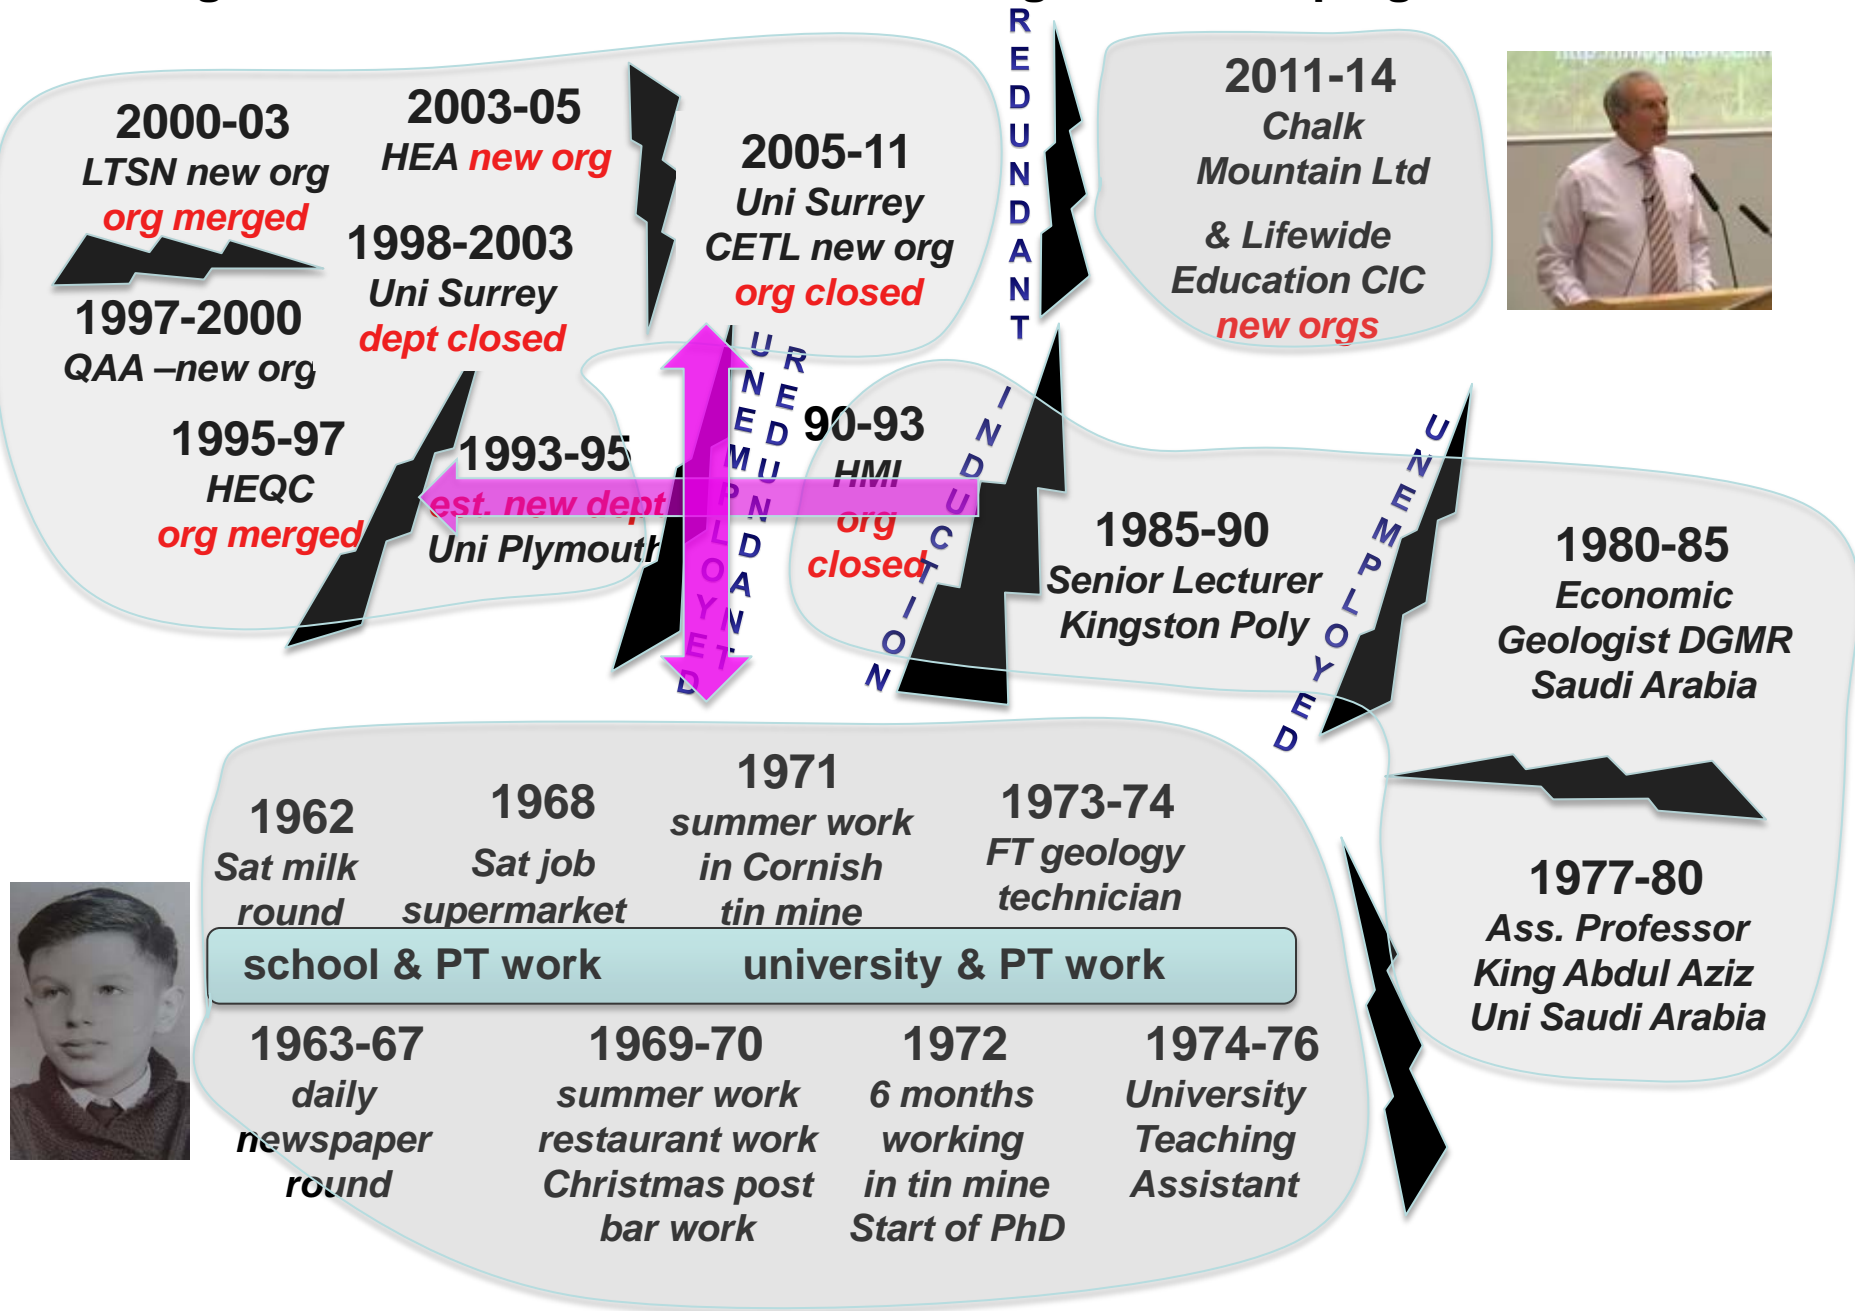 REDUNDANT
2000-03
LTSN new org
org merged
2003-05
HEA new org
2005-11
Uni Surrey
CETL new org
org closed
2011-14
Chalk
Mountain Ltd
& Lifewide
Education CIC
new orgs
1998-2003
Uni Surrey
dept closed
1997-2000
QAA –new org
1995-97
HEQC
org merged
1993-95
est. new dept
Uni Plymouth
UNEMPLOYED
REDUNDANT
90-93
HMI
org
closed
INDUCTION
1985-90
Senior Lecturer
Kingston Poly
UNEMPLOYED
1980-85
Economic
Geologist DGMR
Saudi Arabia
1977-80
Ass. Professor
King Abdul Aziz
Uni Saudi Arabia
1962
Sat milk
round
1968
Sat job
supermarket
1971
summer work
in Cornish
tin mine
1973-74
FT geology
technician
school & PT work
university & PT work
1963-67
daily
newspaper
round
1969-70
summer work
restaurant work
Christmas post
bar work
1972
6 months
working
in tin mine
Start of PhD
1974-76
University
Teaching
Assistant